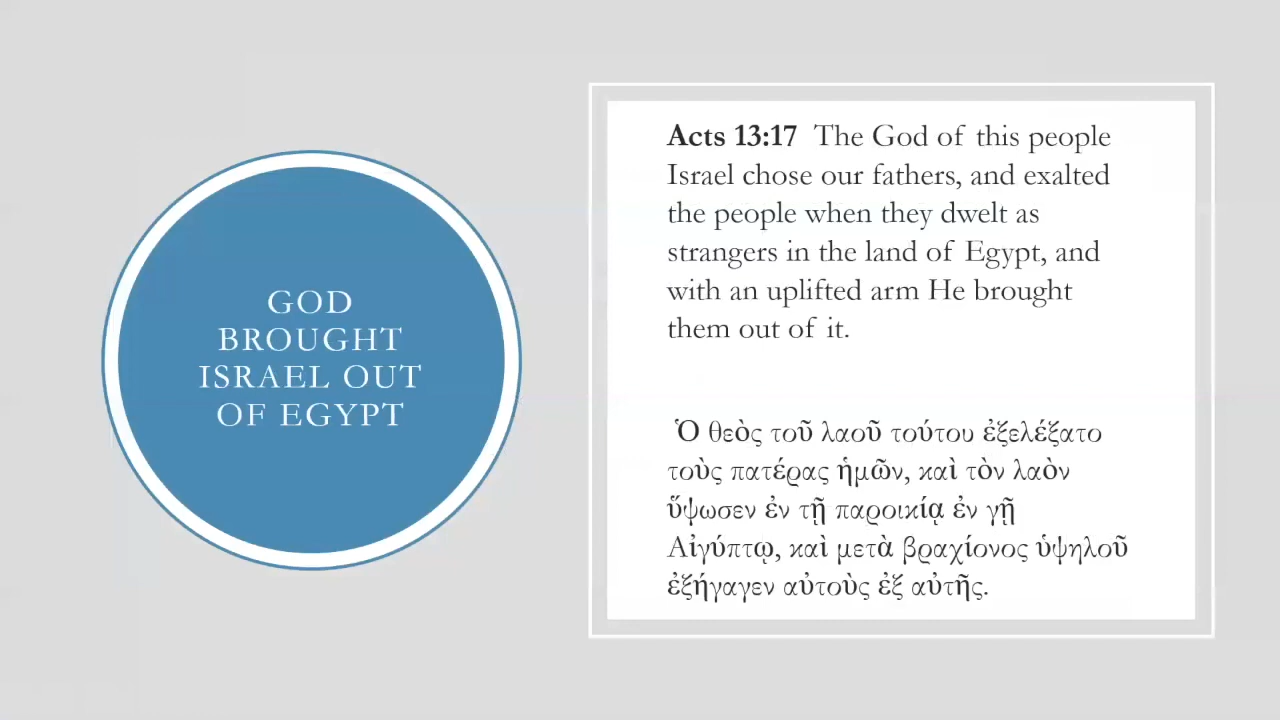 GOD
BROUGHT
ISRAEL OUT
OF EGYPT
Acts 13:17 The God of this people
Israel chose our fathers, and exalted
the people when they dwelt as
strangers in the land of Egypt, and
with an uplifted arm He brought
them out of it.
Ὁ θεὸς τοῦ λαοῦ τούτου ἐξελέξατο
τοὺς πατέρας ἡμῶν, καὶ τὸν λαὸν
ὕψωσεν ἐν τῇ παροικίᾳ ἐν γῇ
Αἰγύπτῳ, καὶ μετὰ βραχίονος ὑψηλοῦ
ἐξήγαγεν αὐτοὺς ἐξ αὐτῆς.